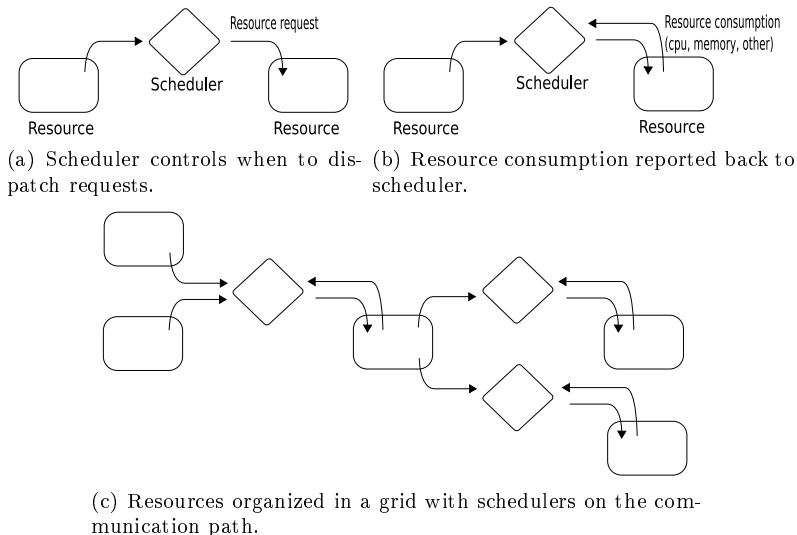 Resource request
Scheduler
Resource
Resource
(a) Scheduler controls when to dis-
patch requests.
Resource consumption
(cpu, memory, other)
Scheduler
Resource
Resource
(b) Resource consumption reported back to
scheduler.
(c) Resources organized in a grid with schedulers on the com-
munication path.